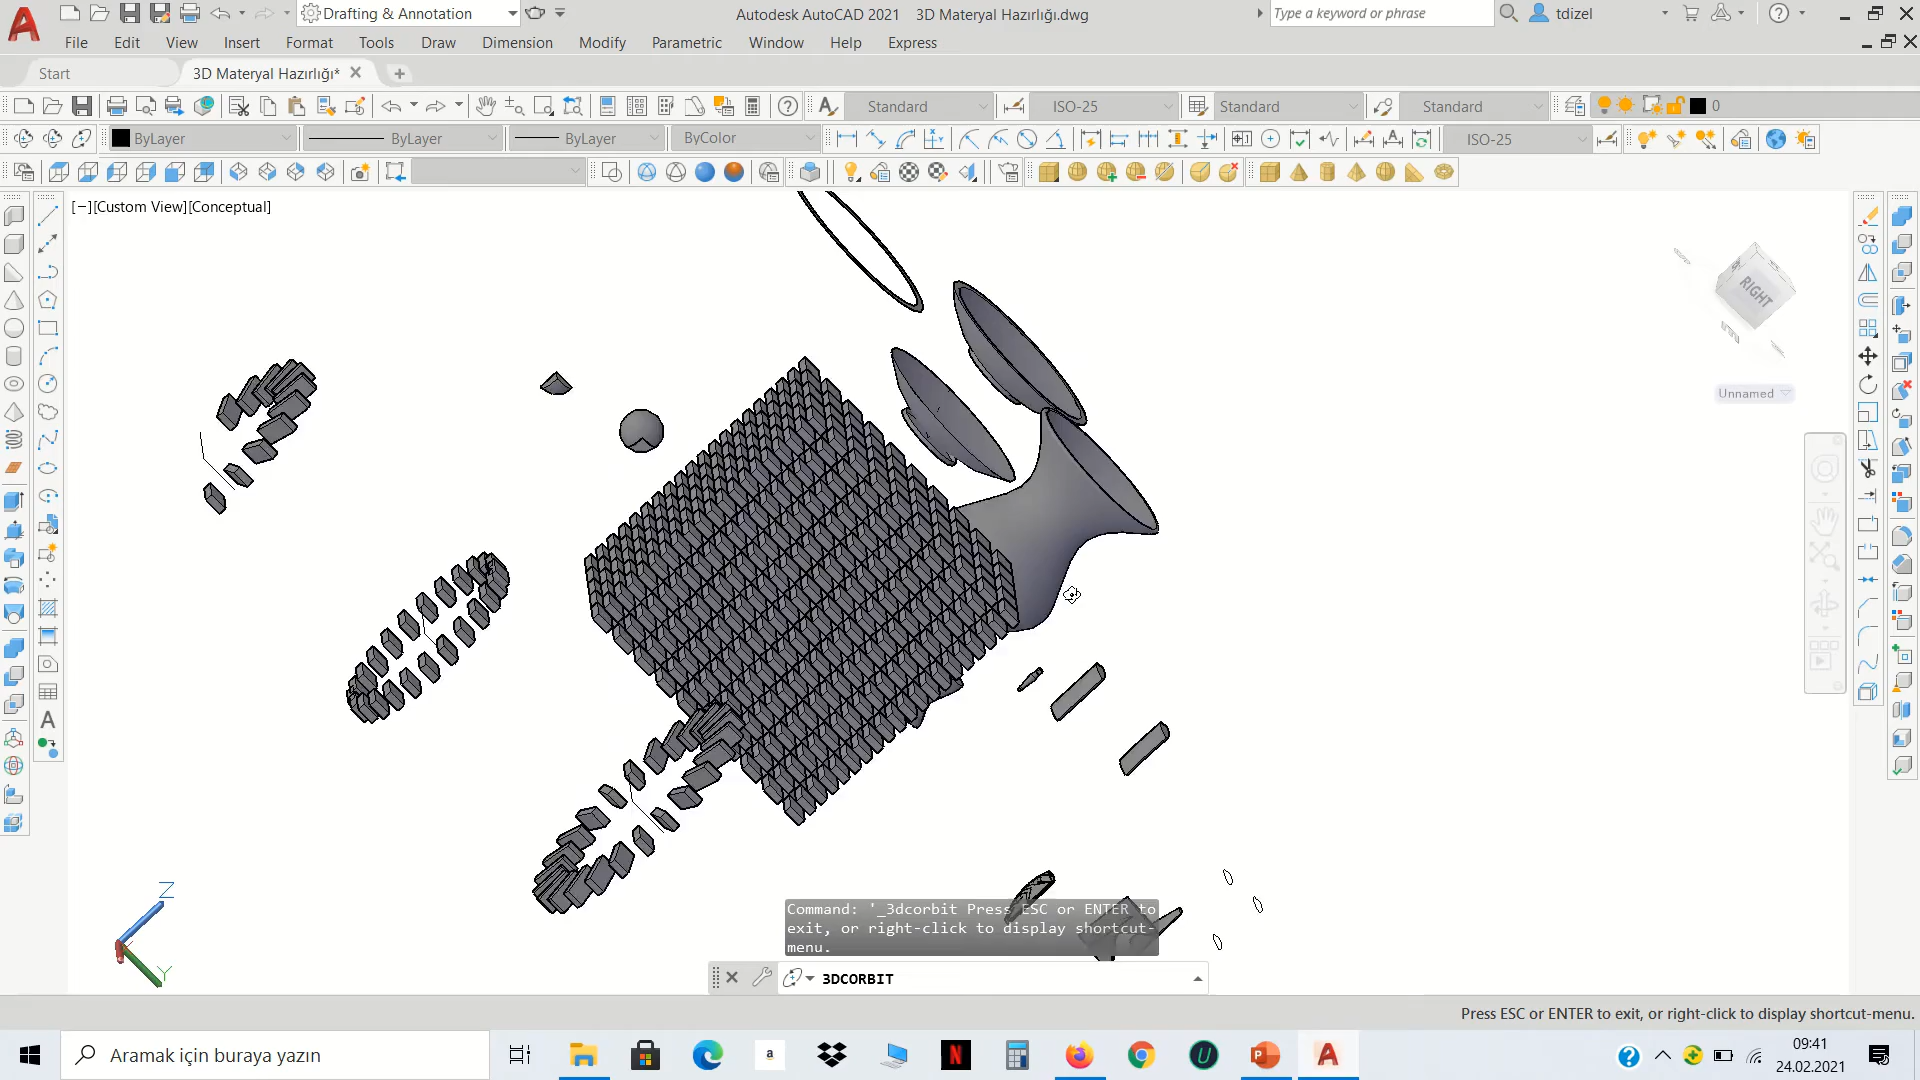 Drafting & Annotation
Autodesk AutoCAD 2021 3D Materyal Hazırlığı.dwg
Type a keyword or phrase
tdizel
File Edit View Insert Format Tools Draw Dimension Modify Parametric Window Help Express
Start
3D Materyal Hazırlığı*
Standard ISO-25 Standard Standard 0
ByLayer ByLayer ByLayer ByColor ISO-25
[−][Custom View][Conceptual]
RIGHT
Unnamed
Z
Y
Command: '_3dcorbit Press ESC or ENTER to
exit, or right-click to display shortcut-
menu.
3DCORBIT
Press ESC or ENTER to exit, or right-click to display shortcut-menu.
Aramak için buraya yazın
09:41
24.02.2021